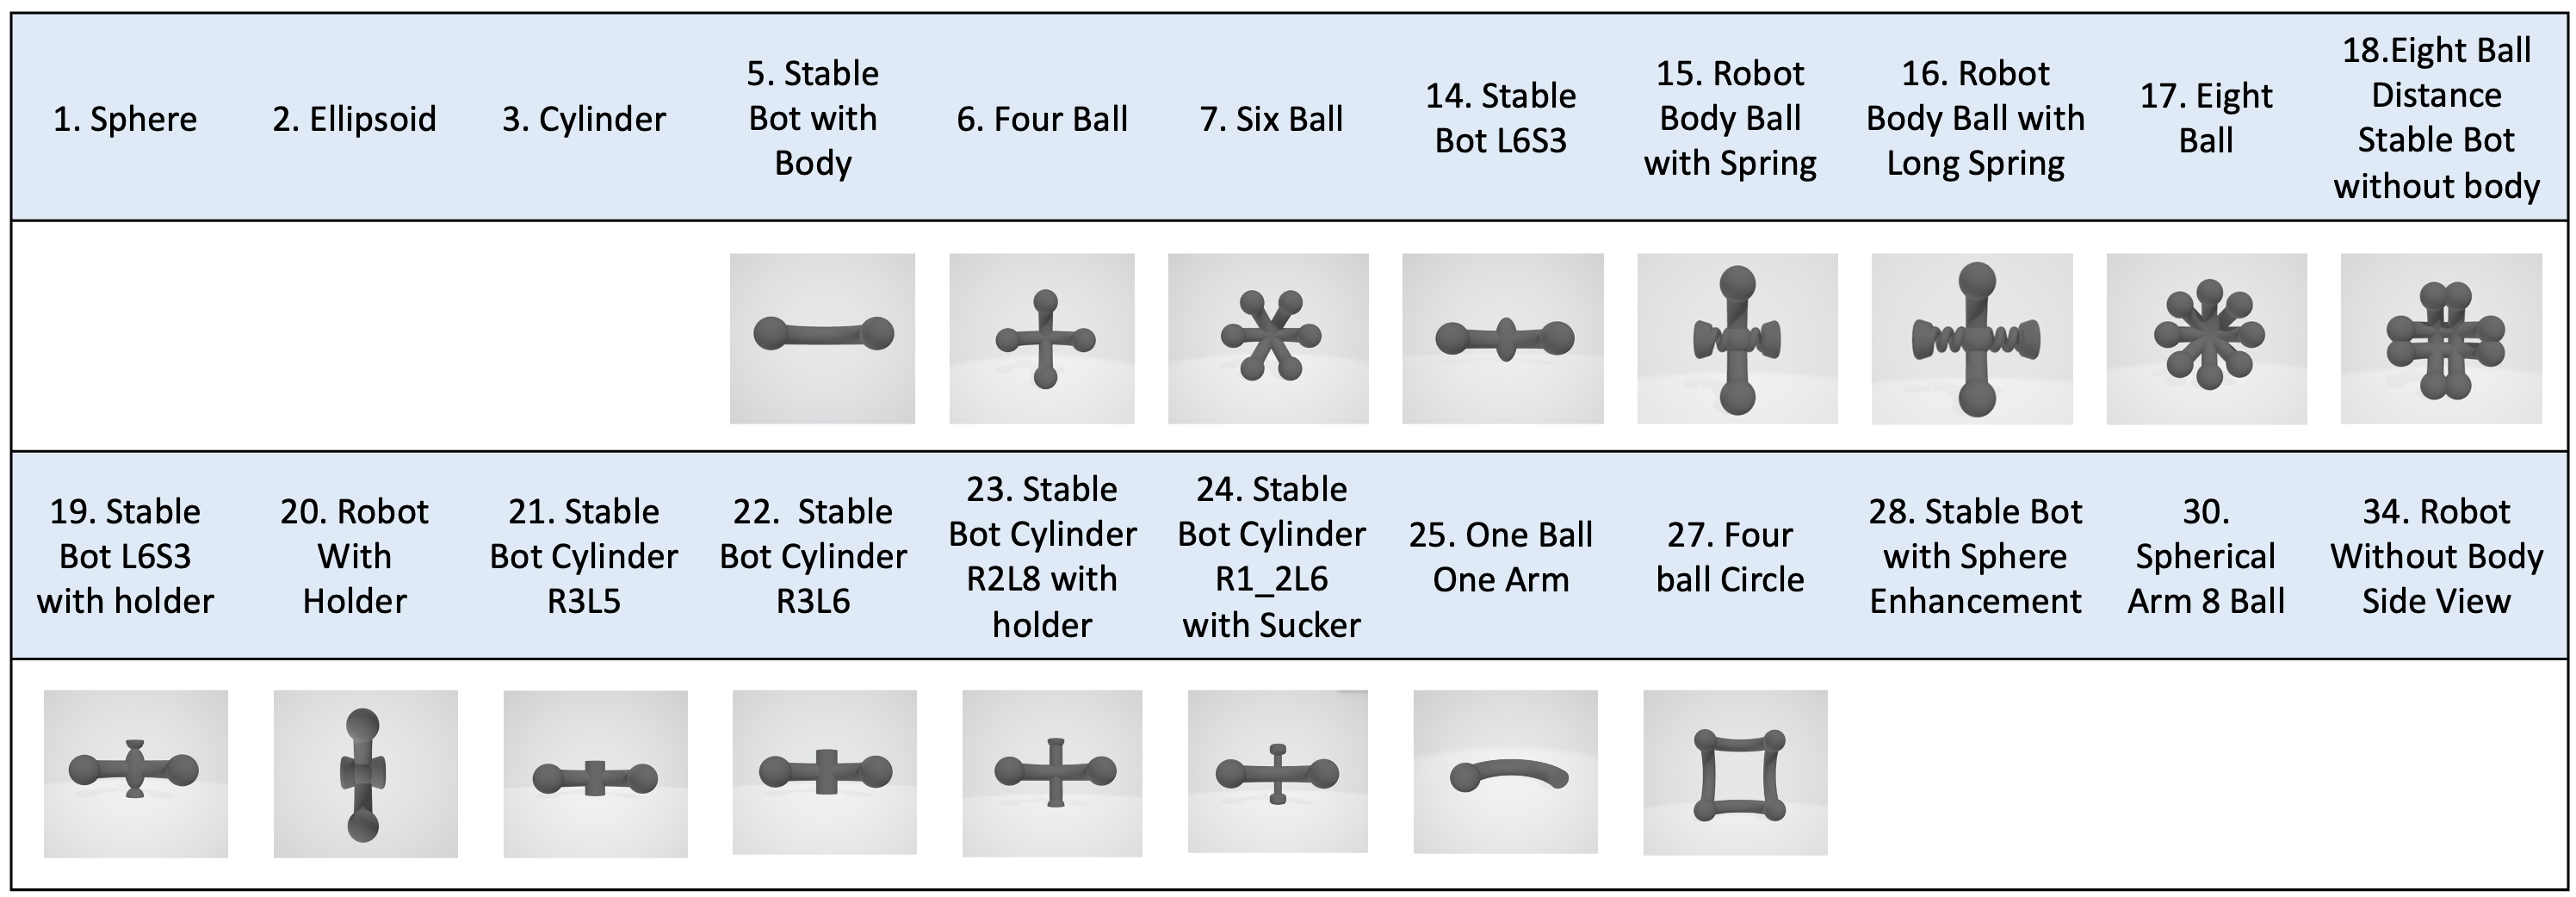 1. Sphere
2. Ellipsoid
3. Cylinder
5. Stable
Bot with
Body
6. Four Ball
7. Six Ball
14. Stable
Bot L6S3
15. Robot
Body Ball
with Spring
16. Robot
Body Ball with
Long Spring
17. Eight
Ball
18.Eight Ball
Distance
Stable Bot
without body
19. Stable
Bot L6S3
with holder
20. Robot
With
Holder
21. Stable
Bot Cylinder
R3L5
22. Stable
Bot Cylinder
R3L6
23. Stable
Bot Cylinder
R2L8 with
holder
24. Stable
Bot Cylinder
R1_2L6
with Sucker
25. One Ball
One Arm
27. Four
ball Circle
28. Stable Bot
with Sphere
Enhancement
30.
Spherical
Arm 8 Ball
34. Robot
Without Body
Side View